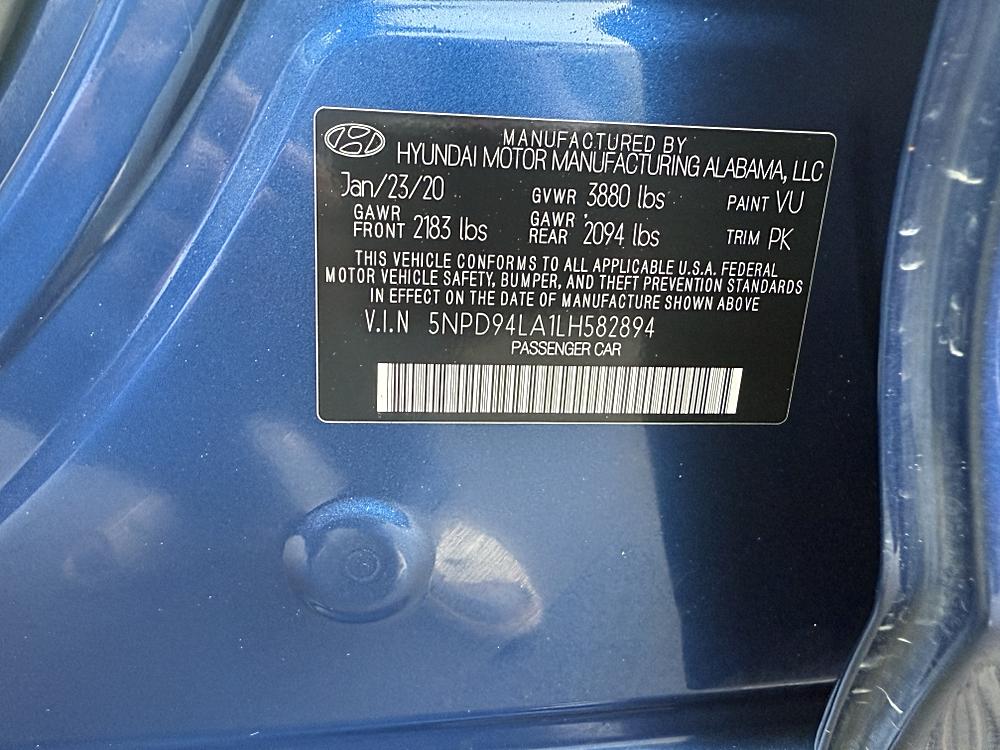 MANUFACTURED BY
HYUNDAI MOTOR MANUFACTURING ALABAMA, LLC
Jan/23/20 GVWR 3880 lbs PAINT VU
GAWR FRONT 2183 lbs GAWR REAR 2094 lbs TRIM PK
THIS VEHICLE CONFORMS TO ALL APPLICABLE U.S.A. FEDERAL
MOTOR VEHICLE SAFETY, BUMPER, AND THEFT PREVENTION STANDARDS
IN EFFECT ON THE DATE OF MANUFACTURE SHOWN ABOVE
V.I.N 5NPD94LA1LH582894
PASSENGER CAR